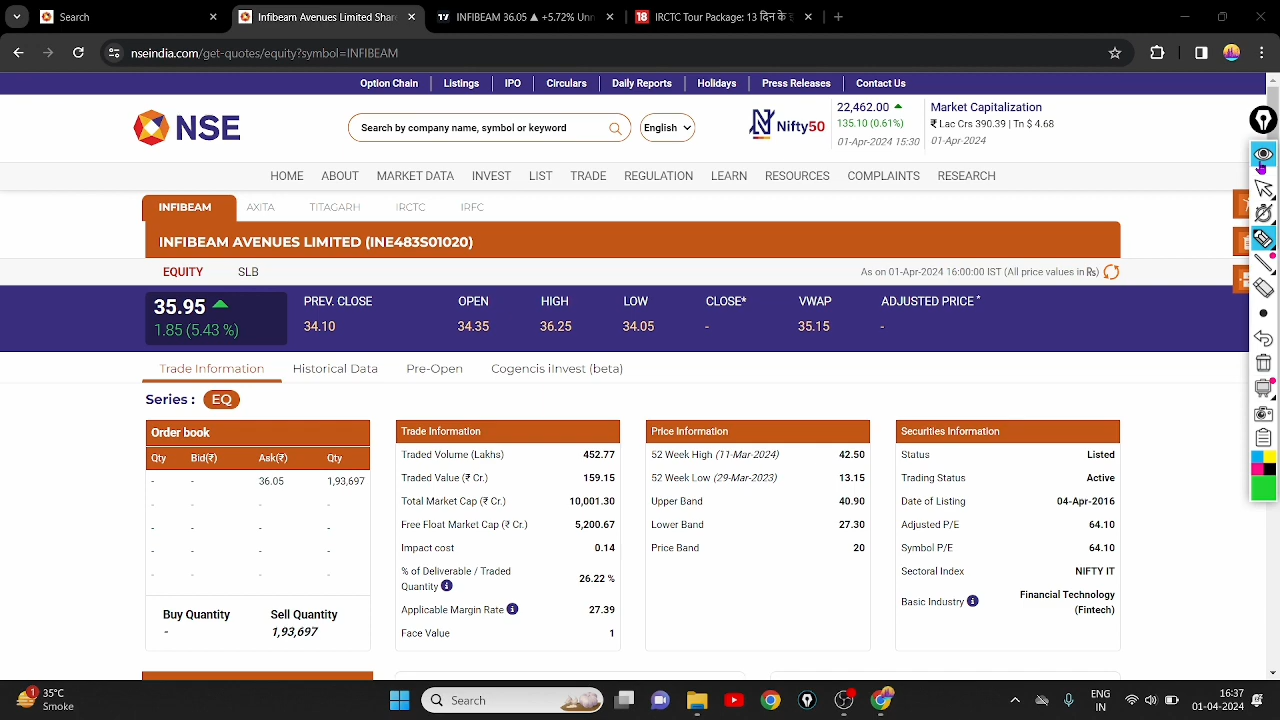 Search
Infibeam Avenues Limited Share
INFIBEAM 36.05 ▲ +5.72% Unn
18 IRCTC Tour Package: 13 दिन के
nseindia.com/get-quotes/equity?symbol=INFIBEAM
Option Chain Listings IPO Circulars Daily Reports Holidays Press Releases Contact Us
NSE
Search by company name, symbol or keyword
English
Nifty50
22,462.00
135.10 (0.61%)
01-Apr-2024 15:30
Market Capitalization
₹ Lac Crs 390.39 | Tn $ 4.68
01-Apr-2024
HOME ABOUT MARKET DATA INVEST LIST TRADE REGULATION LEARN RESOURCES COMPLAINTS RESEARCH
INFIBEAM AXITA TITAGARH IRCTC IRFC
INFIBEAM AVENUES LIMITED (INE483S01020)
EQUITY SLB As on 01-Apr-2024 16:00:00 IST (All price values in ₨)
35.95
1.85 (5.43 %)
PREV. CLOSE OPEN HIGH LOW CLOSE* VWAP ADJUSTED PRICE*
34.10 34.35 36.25 34.05 - 35.15 -
Trade Information Historical Data Pre-Open Cogencis iInvest (beta)
Series : EQ
Order book
Qty Bid(₹) Ask(₹) Qty
- - 36.05 1,93,697
- - - -
- - - -
- - - -
- - - -
Buy Quantity Sell Quantity
- 1,93,697
Trade Information
Traded Volume (Lakhs) 452.77
Traded Value (₹ Cr.) 159.15
Total Market Cap (₹ Cr.) 10,001.30
Free Float Market Cap (₹ Cr.) 5,200.67
Impact cost 0.14
% of Deliverable / Traded
Quantity 26.22 %
Applicable Margin Rate 27.39
Face Value 1
Price Information
52 Week High (11-Mar-2024) 42.50
52 Week Low (29-Mar-2023) 13.15
Upper Band 40.90
Lower Band 27.30
Price Band 20
Securities Information
Status Listed
Trading Status Active
Date of Listing 04-Apr-2016
Adjusted P/E 64.10
Symbol P/E 64.10
Sectoral Index NIFTY IT
Basic Industry Financial Technology
(Fintech)
1
35°C
Smoke
Search
ENG
IN
16:37
01-04-2024